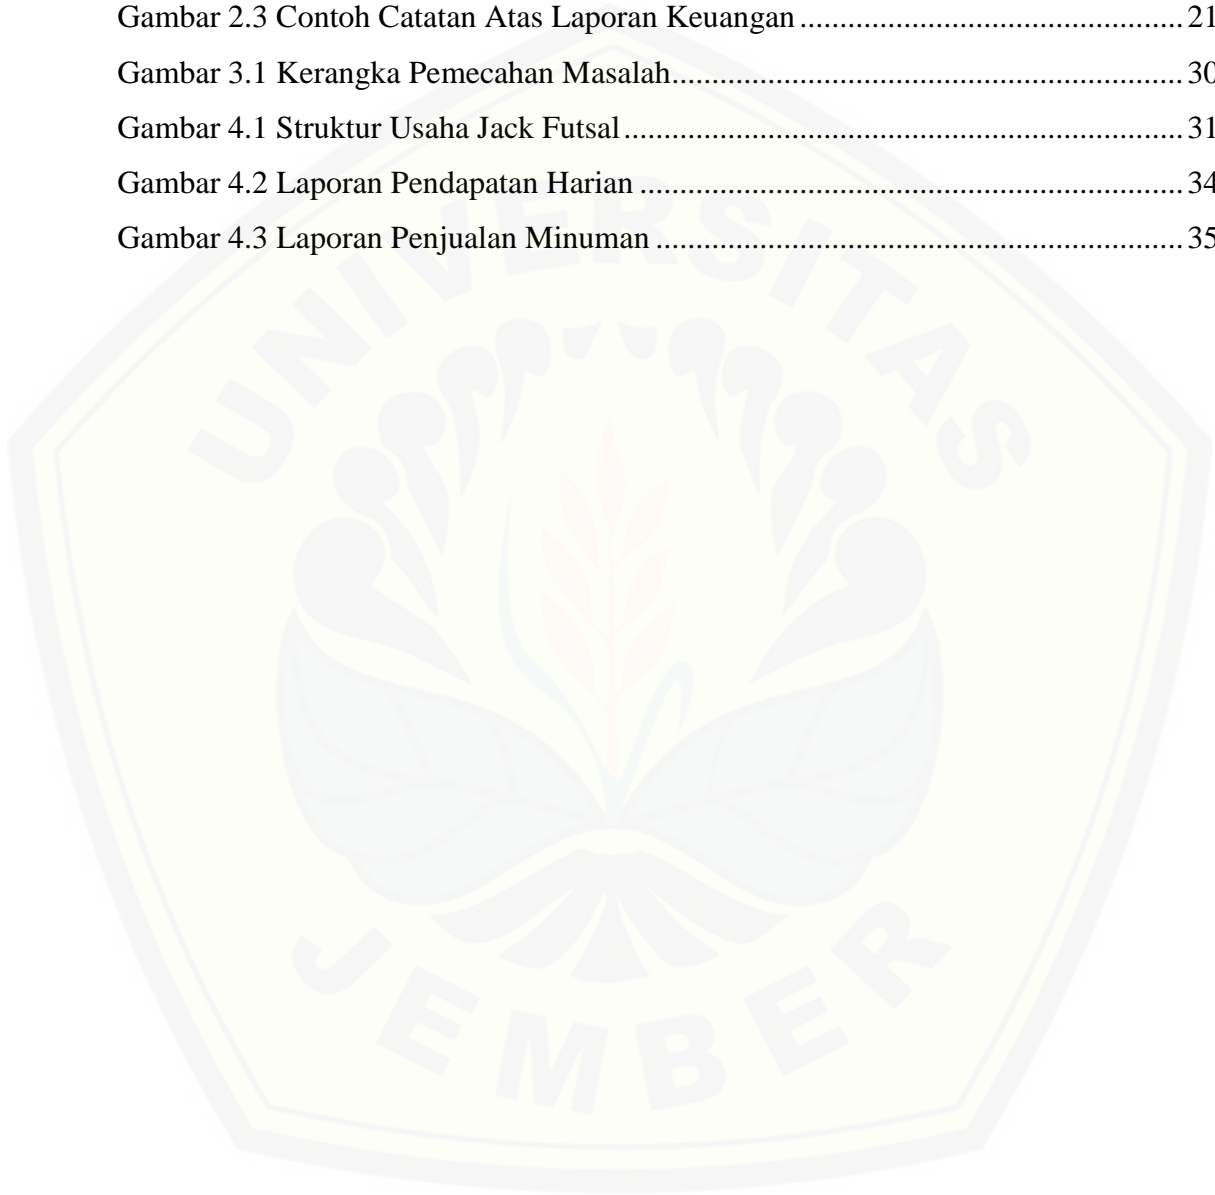 Gambar 2.3 Contoh Catatan Atas Laporan Keuangan ................................................ 21
Gambar 3.1 Kerangka Pemecahan Masalah................................................................ 30
Gambar 4.1 Struktur Usaha Jack Futsal ...................................................................... 31
Gambar 4.2 Laporan Pendapatan Harian .................................................................... 34
Gambar 4.3 Laporan Penjualan Minuman .................................................................. 35
UNIVERSITAS
JEMBER